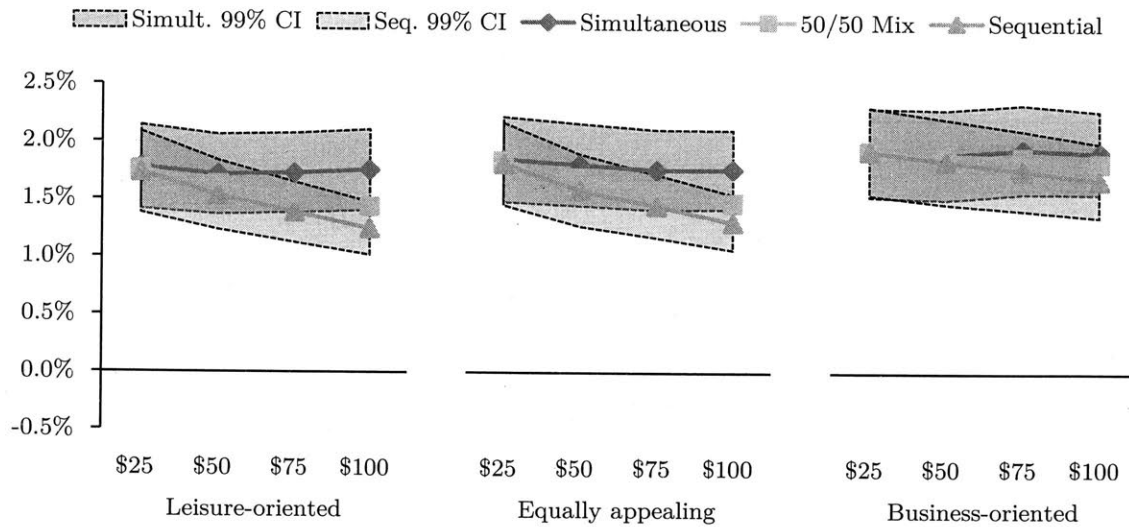 Simult. 99% CI Seq. 99% CI Simultaneous 50/50 Mix Sequential
2.5%
2.0%
1.5%
1.0%
0.5%
0.0%
-0.5%
$25 $50 $75 $100 $25 $50 $75 $100 $25 $50 $75 $100
Leisure-oriented Equally appealing Business-oriented